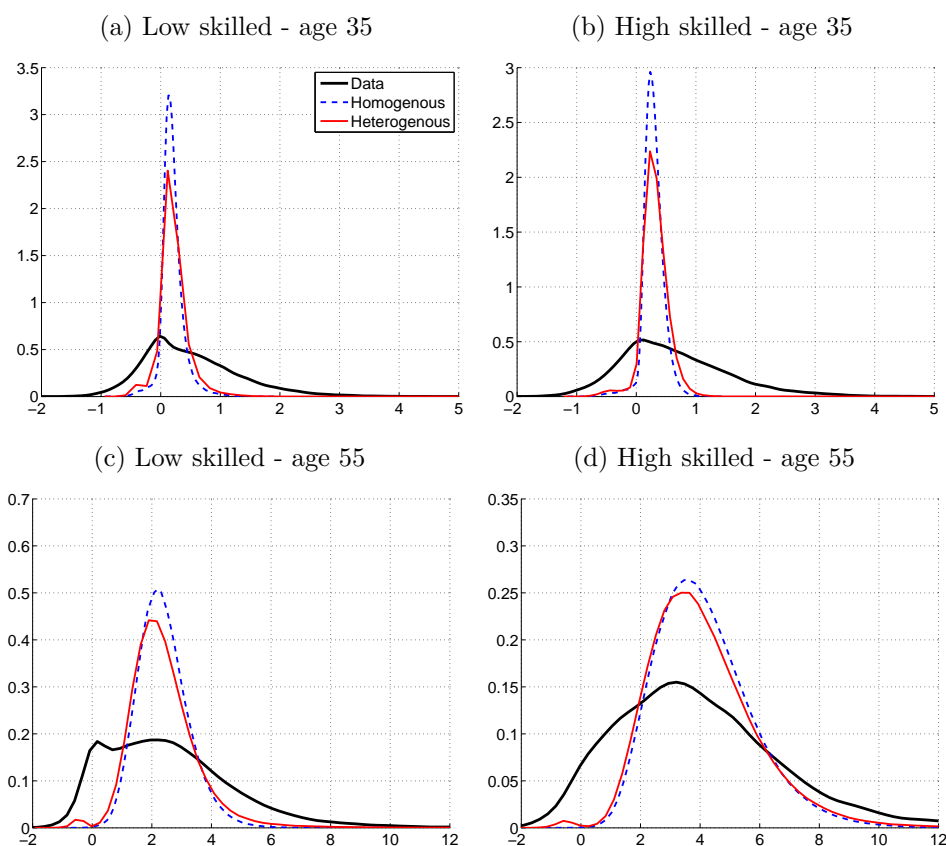 (a) Low skilled - age 35
(b) High skilled - age 35
3.5
3
2.5
2
1.5
1
0.5
0
−2 −1 0 1 2 3 4 5
Data
Homogenous
Heterogenous
3
2.5
2
1.5
1
0.5
0
−2 −1 0 1 2 3 4 5
(c) Low skilled - age 55
(d) High skilled - age 55
0.7
0.6
0.5
0.4
0.3
0.2
0.1
0
−2 0 2 4 6 8 10 12
0.35
0.3
0.25
0.2
0.15
0.1
0.05
0
−2 0 2 4 6 8 10 12